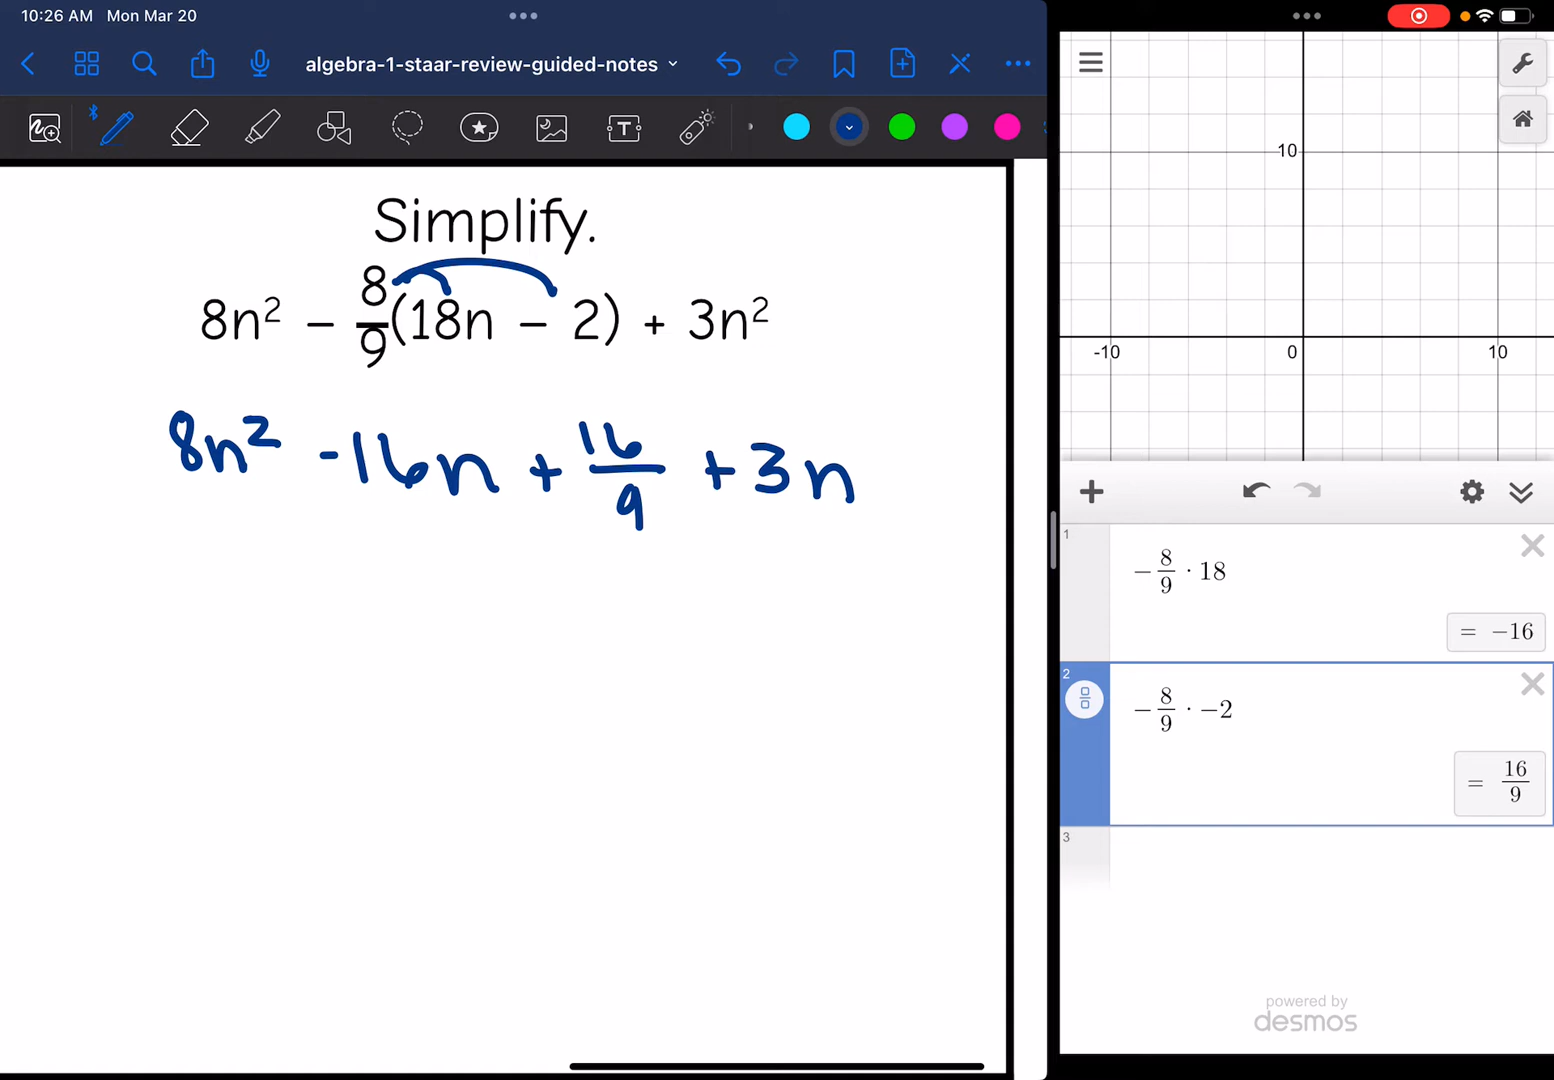 10:26 AM Mon Mar 20
algebra-1-staar-review-guided-notes
Simplify.
8n² − 8/9(18n − 2) + 3n²
8n² -16n + 16/9 + 3n
10
-10 0 10
1
−8/9 · 18
= −16
2
−8/9 · −2
= 16/9
3
powered by
desmos